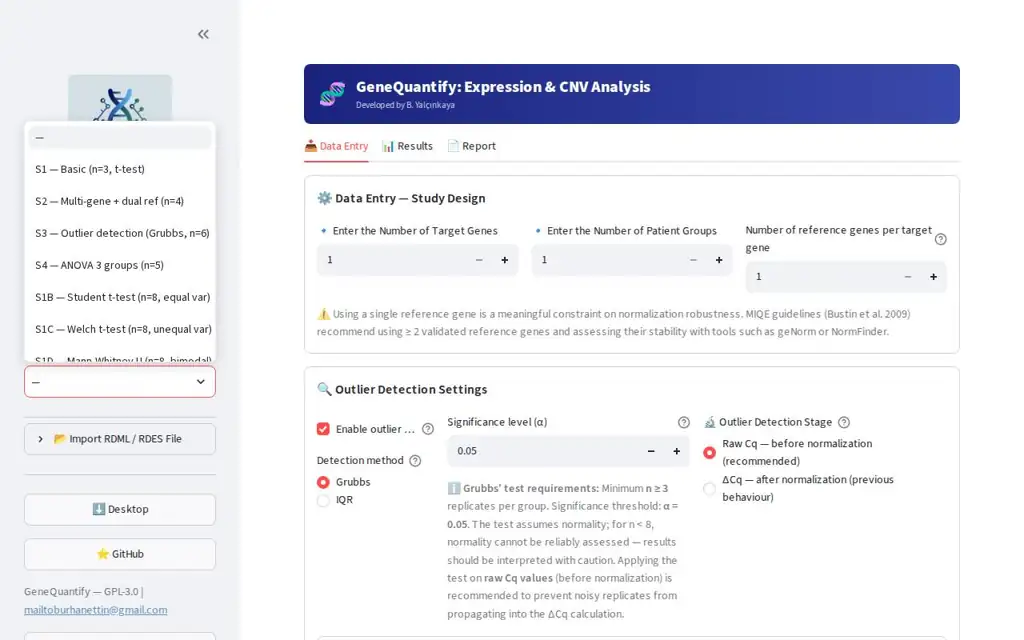 —
S1 — Basic (n=3, t-test)
S2 — Multi-gene + dual ref (n=4)
S3 — Outlier detection (Grubbs, n=6)
S4 — ANOVA 3 groups (n=5)
S1B — Student t-test (n=8, equal var)
S1C — Welch t-test (n=8, unequal var)
S1D — Mann-Whitney U (n=8, bimodal)
—
Import RDML / RDES File
Desktop
GitHub
GeneQuantify — GPL-3.0 |
mailtoburhanettin@gmail.com
GeneQuantify: Expression & CNV Analysis
Developed by B. Yalçınkaya
Data Entry
Results
Report
Data Entry — Study Design
Enter the Number of Target Genes
1
Enter the Number of Patient Groups
1
Number of reference genes per target
gene
1
Using a single reference gene is a meaningful constraint on normalization robustness. MIQE guidelines (Bustin et al. 2009)
recommend using ≥ 2 validated reference genes and assessing their stability with tools such as geNorm or NormFinder.
Outlier Detection Settings
Enable outlier ...
Detection method
Grubbs
IQR
Significance level (α)
0.05
Grubbs' test requirements: Minimum n ≥ 3
replicates per group. Significance threshold: α =
0.05. The test assumes normality; for n < 8,
normality cannot be reliably assessed — results
should be interpreted with caution. Applying the
test on raw Cq values (before normalization) is
recommended to prevent noisy replicates from
propagating into the ΔCq calculation.
Outlier Detection Stage
Raw Cq — before normalization
(recommended)
ΔCq — after normalization (previous
behaviour)